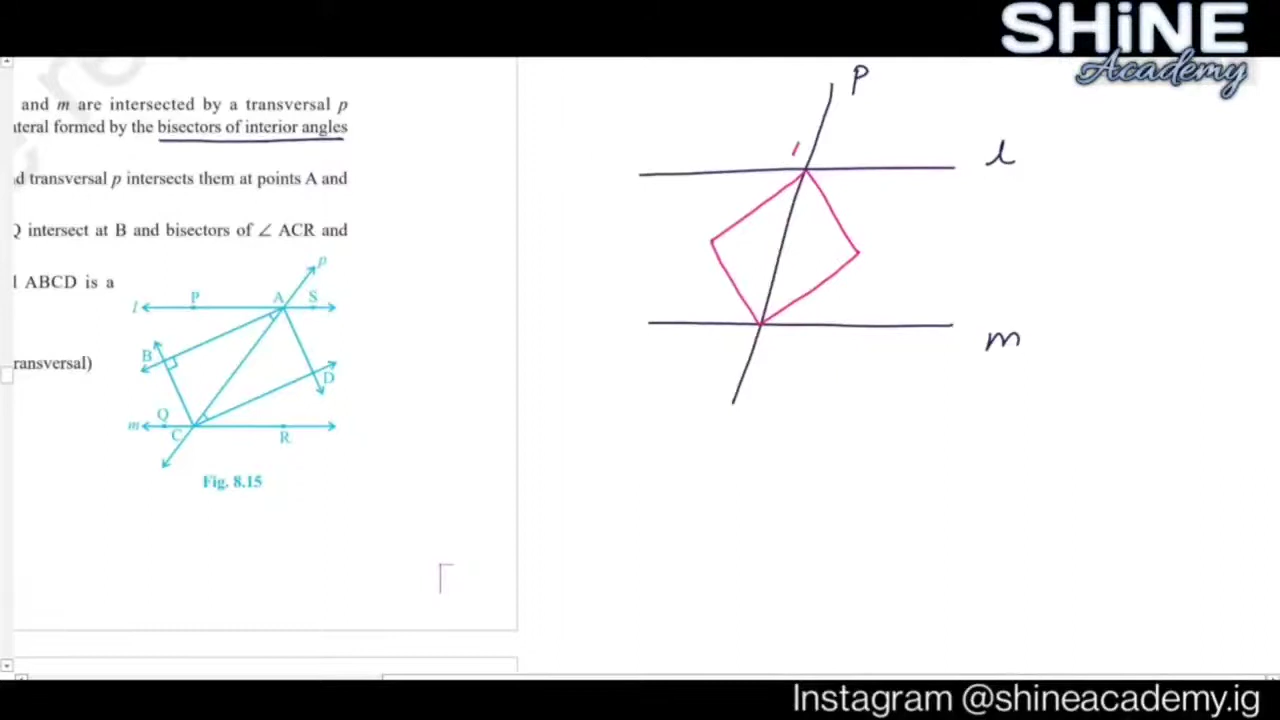 SHiNE
Academy
and m are intersected by a transversal p
ateral formed by the bisectors of interior angles
d transversal p intersects them at points A and
Q intersect at B and bisectors of ∠ ACR and
l ABCD is a
ransversal)
p
l P A S
B D
Q
m C R
Fig. 8.15
P
l
m
Instagram @shineacademy.ig